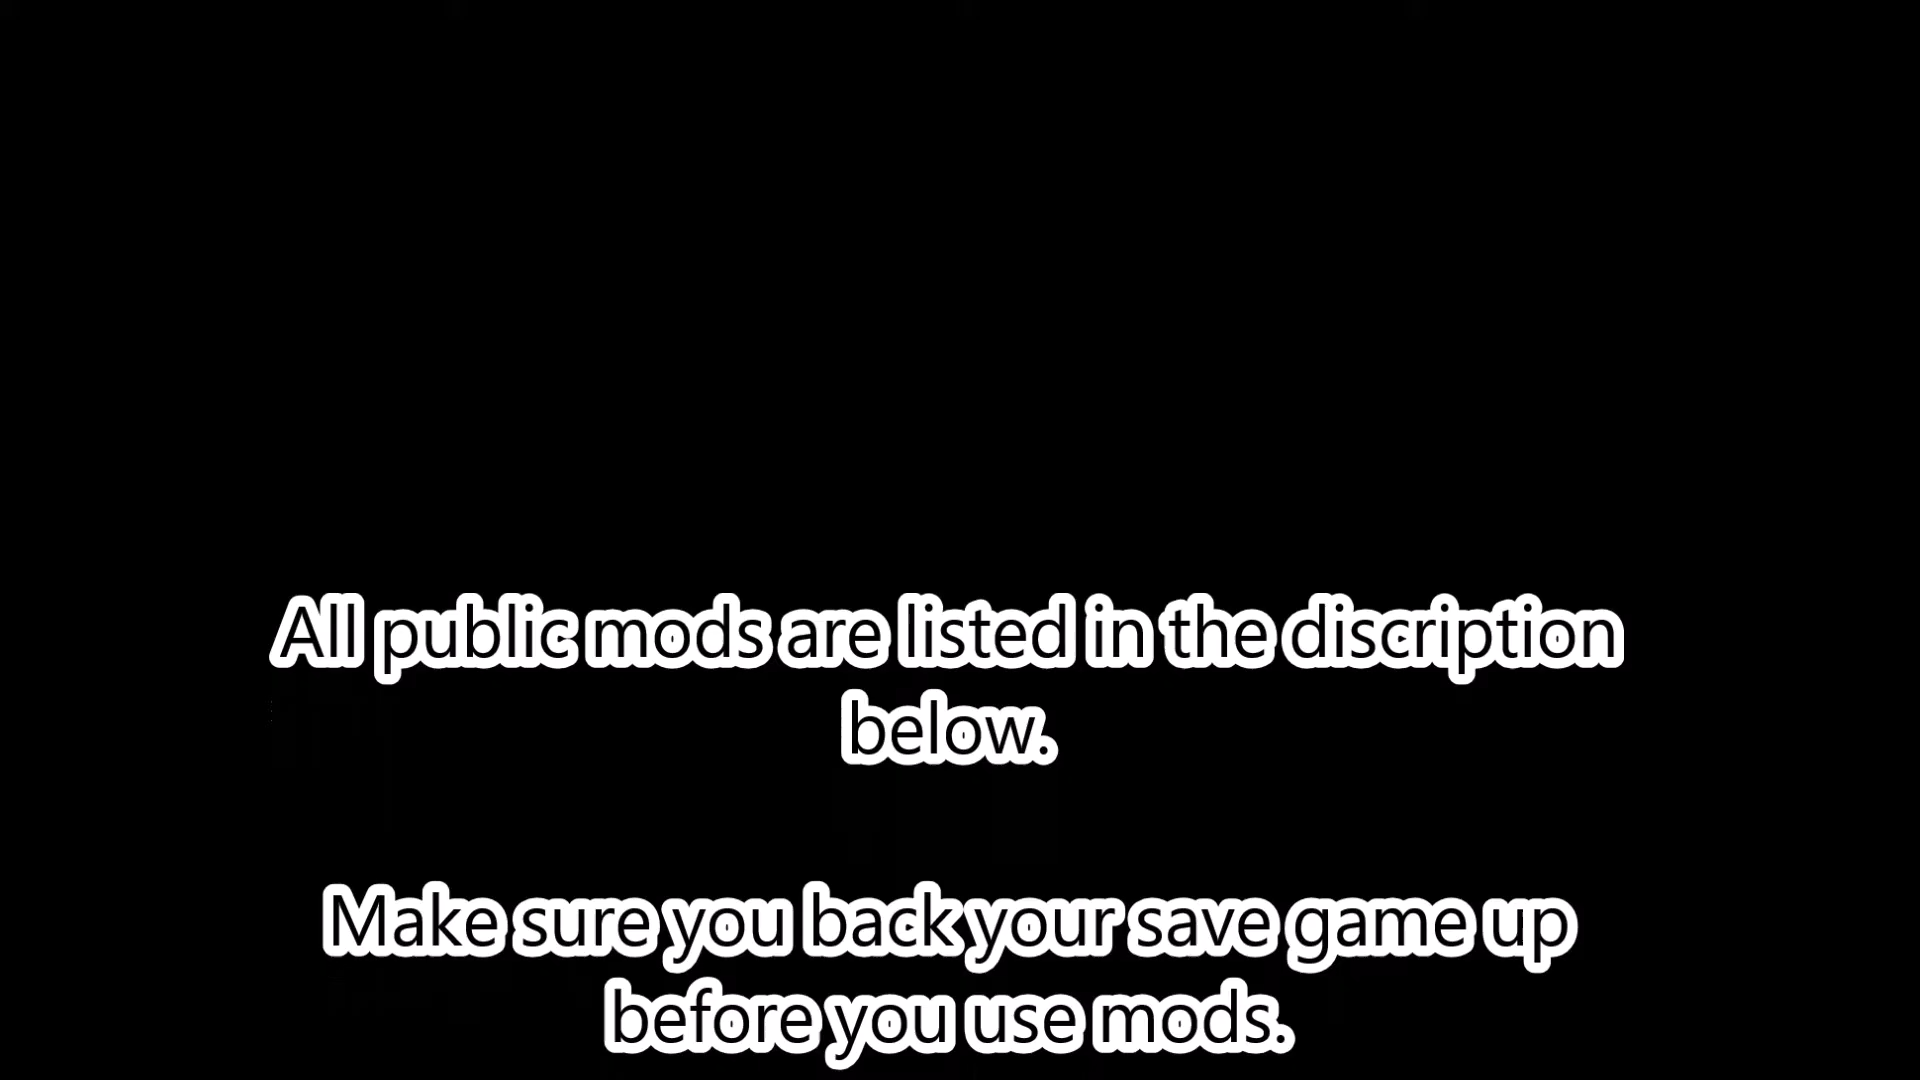 All public mods are listed in the discription
below.
Make sure you back your save game up
before you use mods.